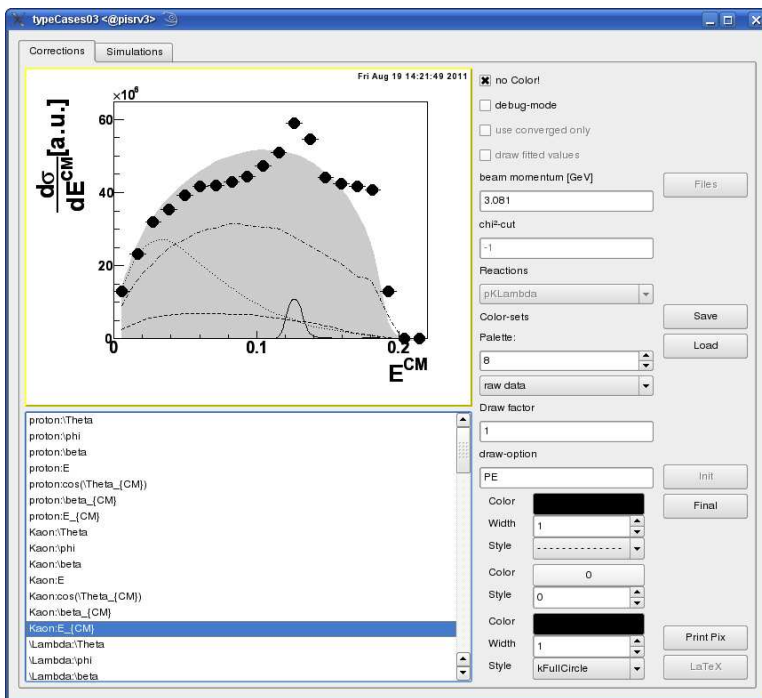 typeCases03 <@pisrv3>
Corrections
Simulations
Fri Aug 19 14:21:49 2011
×10⁶
dσ/dE^CM [a.u.]
60
40
20
0
0
0.1
0.2
E^CM
proton:\Theta
proton:\phi
proton:\beta
proton:E
proton:cos(\Theta_{CM})
proton:\beta_{CM}
proton:E_{CM}
Kaon:\Theta
Kaon:\phi
Kaon:\beta
Kaon:E
Kaon:cos(\Theta_{CM})
Kaon:\beta_{CM}
Kaon:E_{CM}
\Lambda:\Theta
\Lambda:\phi
\Lambda:\beta
no Color!
debug-mode
use converged only
draw fitted values
beam momentum [GeV]
Files
3.081
chi²-cut
-1
Reactions
pKLambda
Color-sets
Save
Palette:
Load
8
raw data
Draw factor
1
draw-option
PE
Init
Color
Final
Width
1
Style
Color
0
Style
0
Color
Width
1
Print Pix
Style
kFullCircle
LaTeX